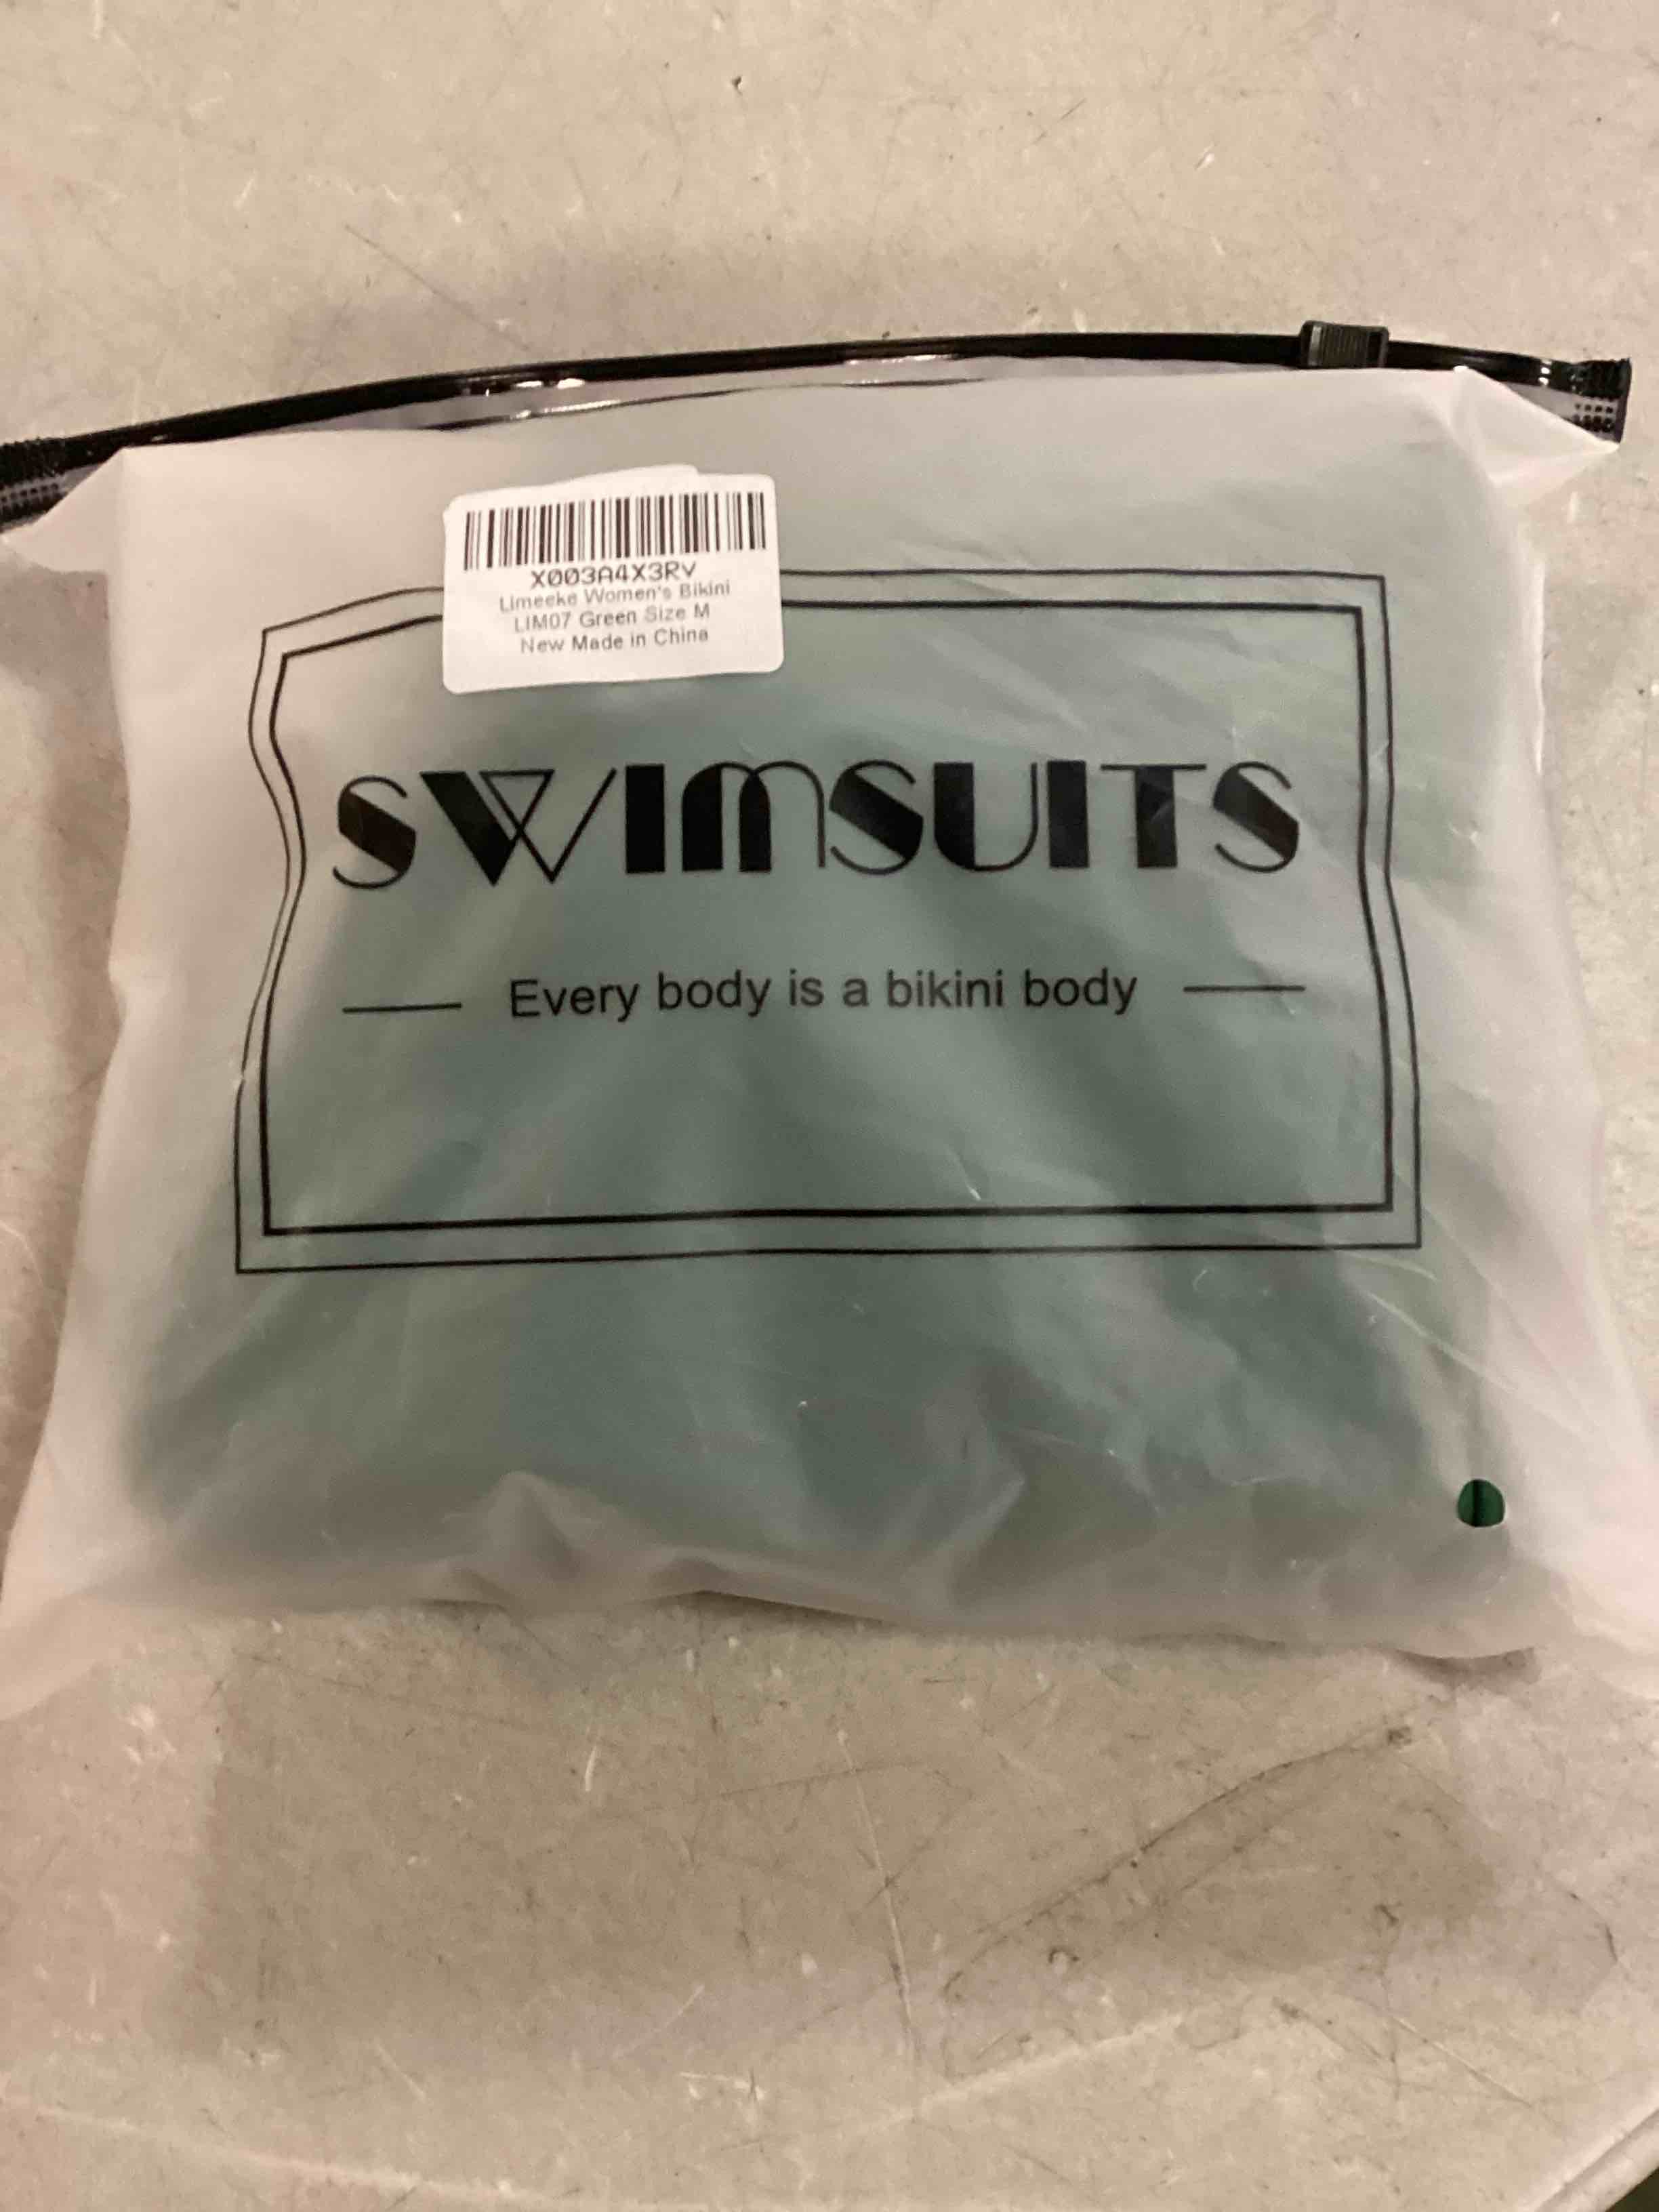 X003A4X3RV
Limeeke Women's Bikini
LIM07 Green Size M
New Made in China
SWIMSUITS
Every body is a bikini body